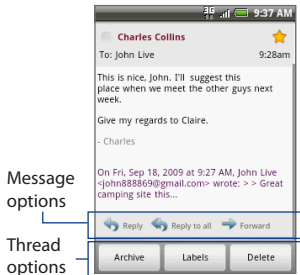 3G 9:37 AM
Charles Collins
To: John Live 9:28am
This is nice, John. I'll suggest this
place when we meet the other guys next
week.
Give my regards to Claire.
- Charles
On Fri, Sep 18, 2009 at 9:27 AM, John Live
<john888869@gmail.com> wrote: > > Great
camping site this...
Message
options
Reply Reply to all Forward
Thread
options
Archive Labels Delete